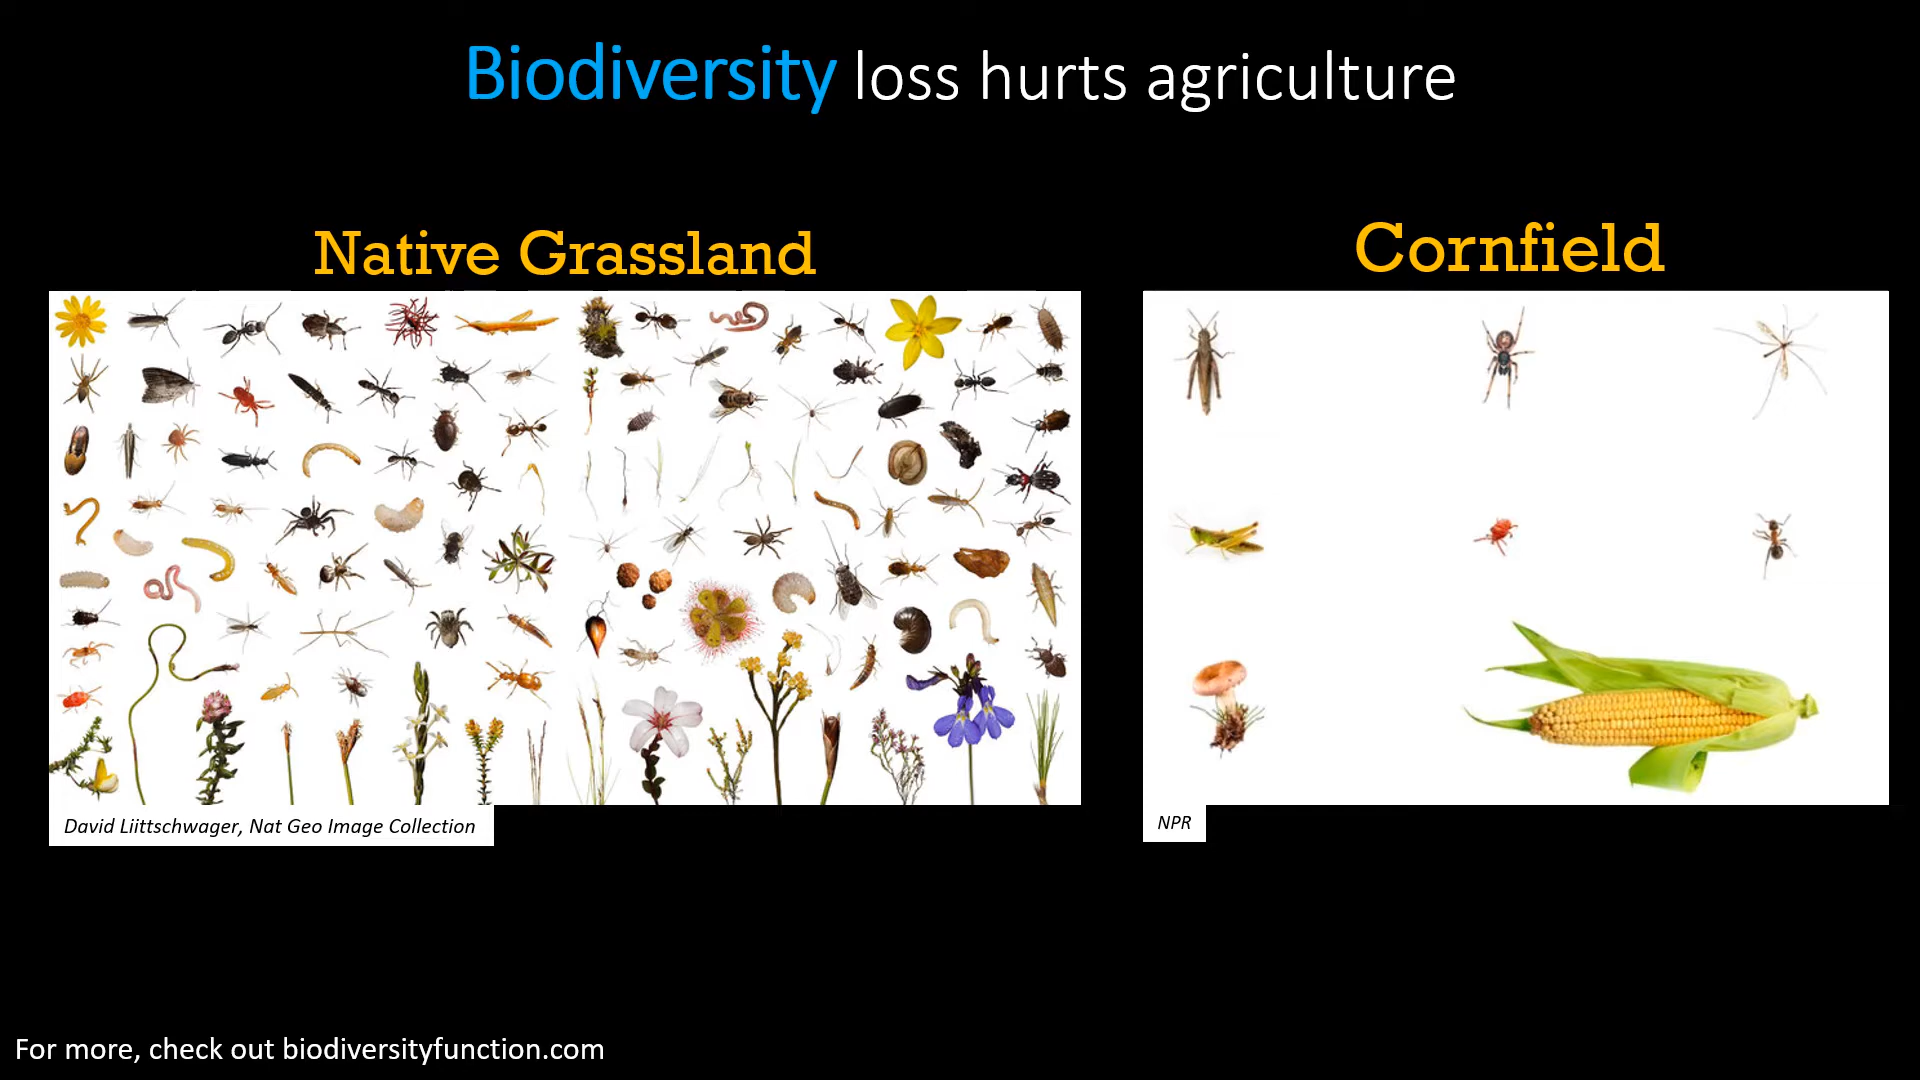 Biodiversity loss hurts agriculture
Native Grassland
Cornfield
David Liittschwager, Nat Geo Image Collection
NPR
For more, check out biodiversityfunction.com